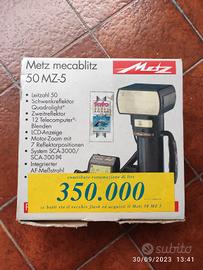 Metz mecablitz
50 MZ-5
Metz
• Leitzahl 50
• Schwenkreflektor
Quadrolight®
• Zweitreflektor
• 12 Telecomputer-
Blenden
• LCD-Anzeige
• Motor-Zoom mit
7 Reflektorpositionen
• System SCA-3000/
SCA-300
• Integrierter
AF-Meßstrahl
350.000
subito
30/09/2023 13:41